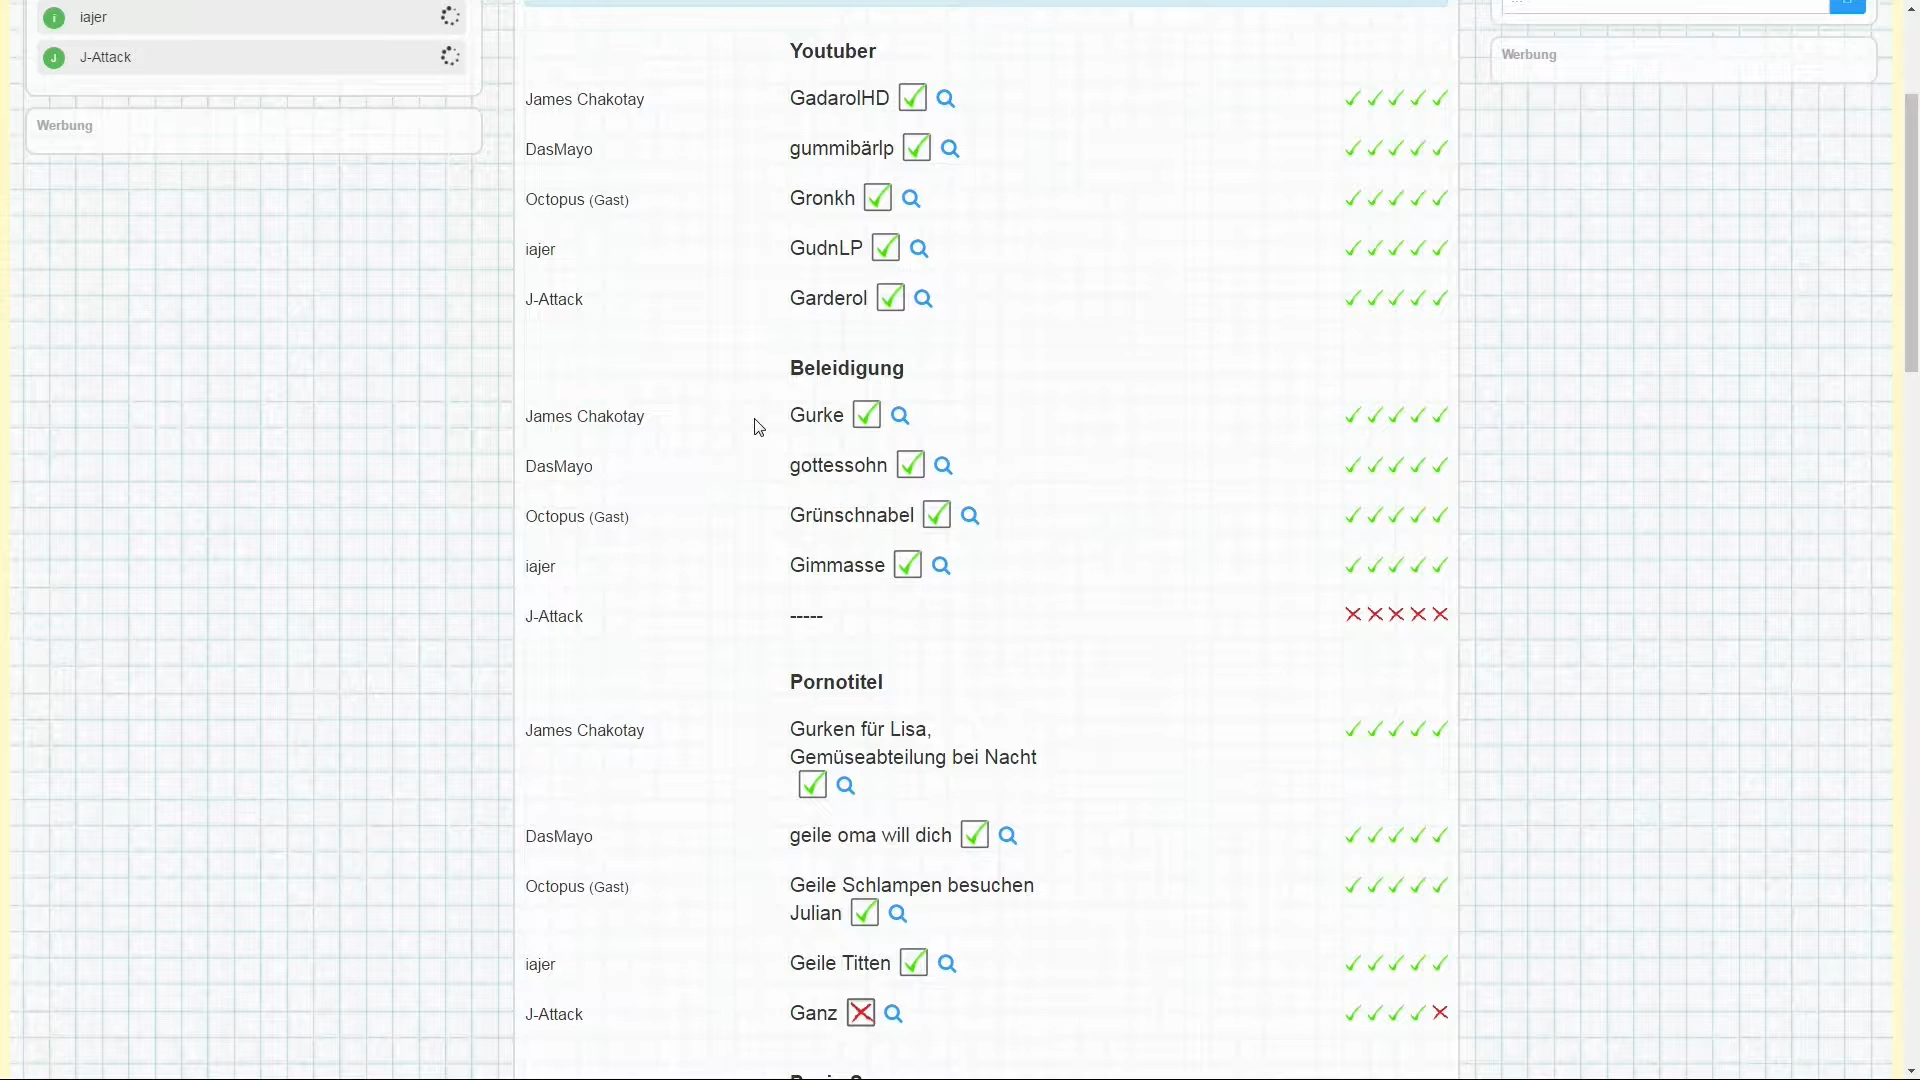 i iajer
J J-Attack
Werbung
Youtuber
James Chakotay GadarolHD
DasMayo gummibärlp
Octopus (Gast) Gronkh
iajer GudnLP
J-Attack Garderol
Beleidigung
James Chakotay Gurke
DasMayo gottessohn
Octopus (Gast) Grünschnabel
iajer Gimmasse
J-Attack -----
Pornotitel
James Chakotay Gurken für Lisa,
Gemüseabteilung bei Nacht
DasMayo geile oma will dich
Octopus (Gast) Geile Schlampen besuchen
Julian
iajer Geile Titten
J-Attack Ganz
Werbung